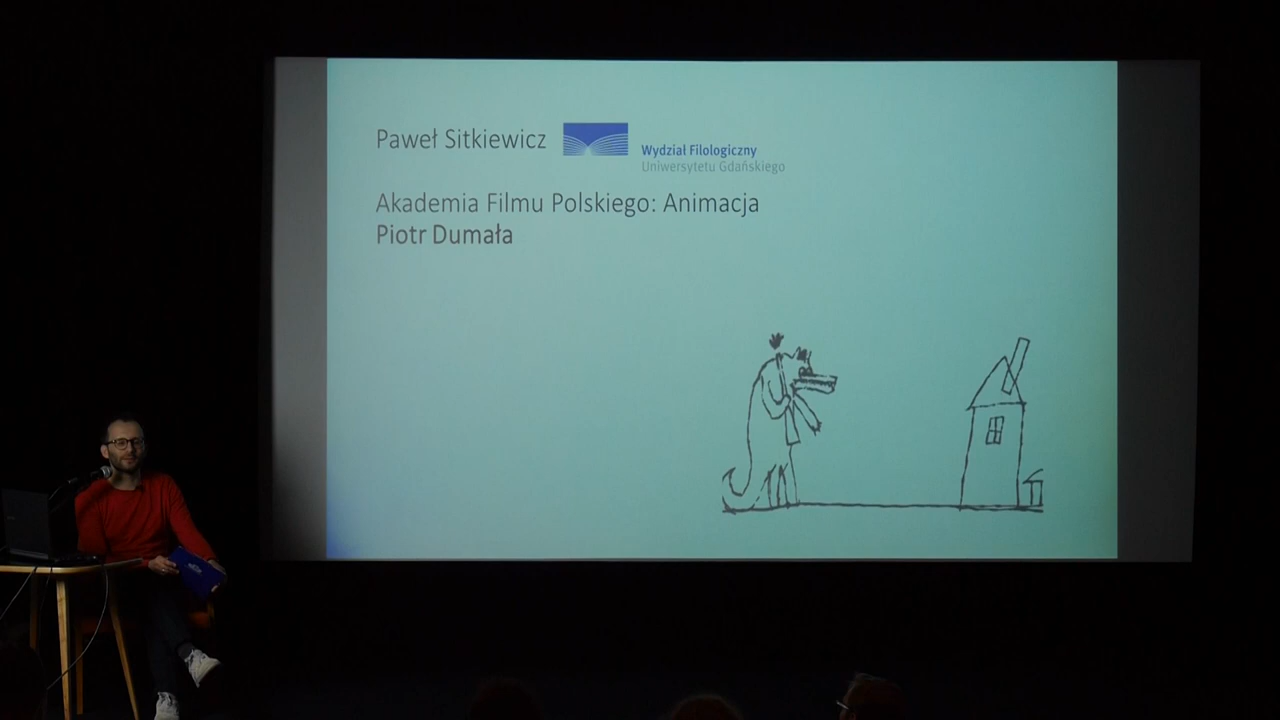 Paweł Sitkiewicz
Wydział Filologiczny
Uniwersytetu Gdańskiego
Akademia Filmu Polskiego: Animacja
Piotr Dumała